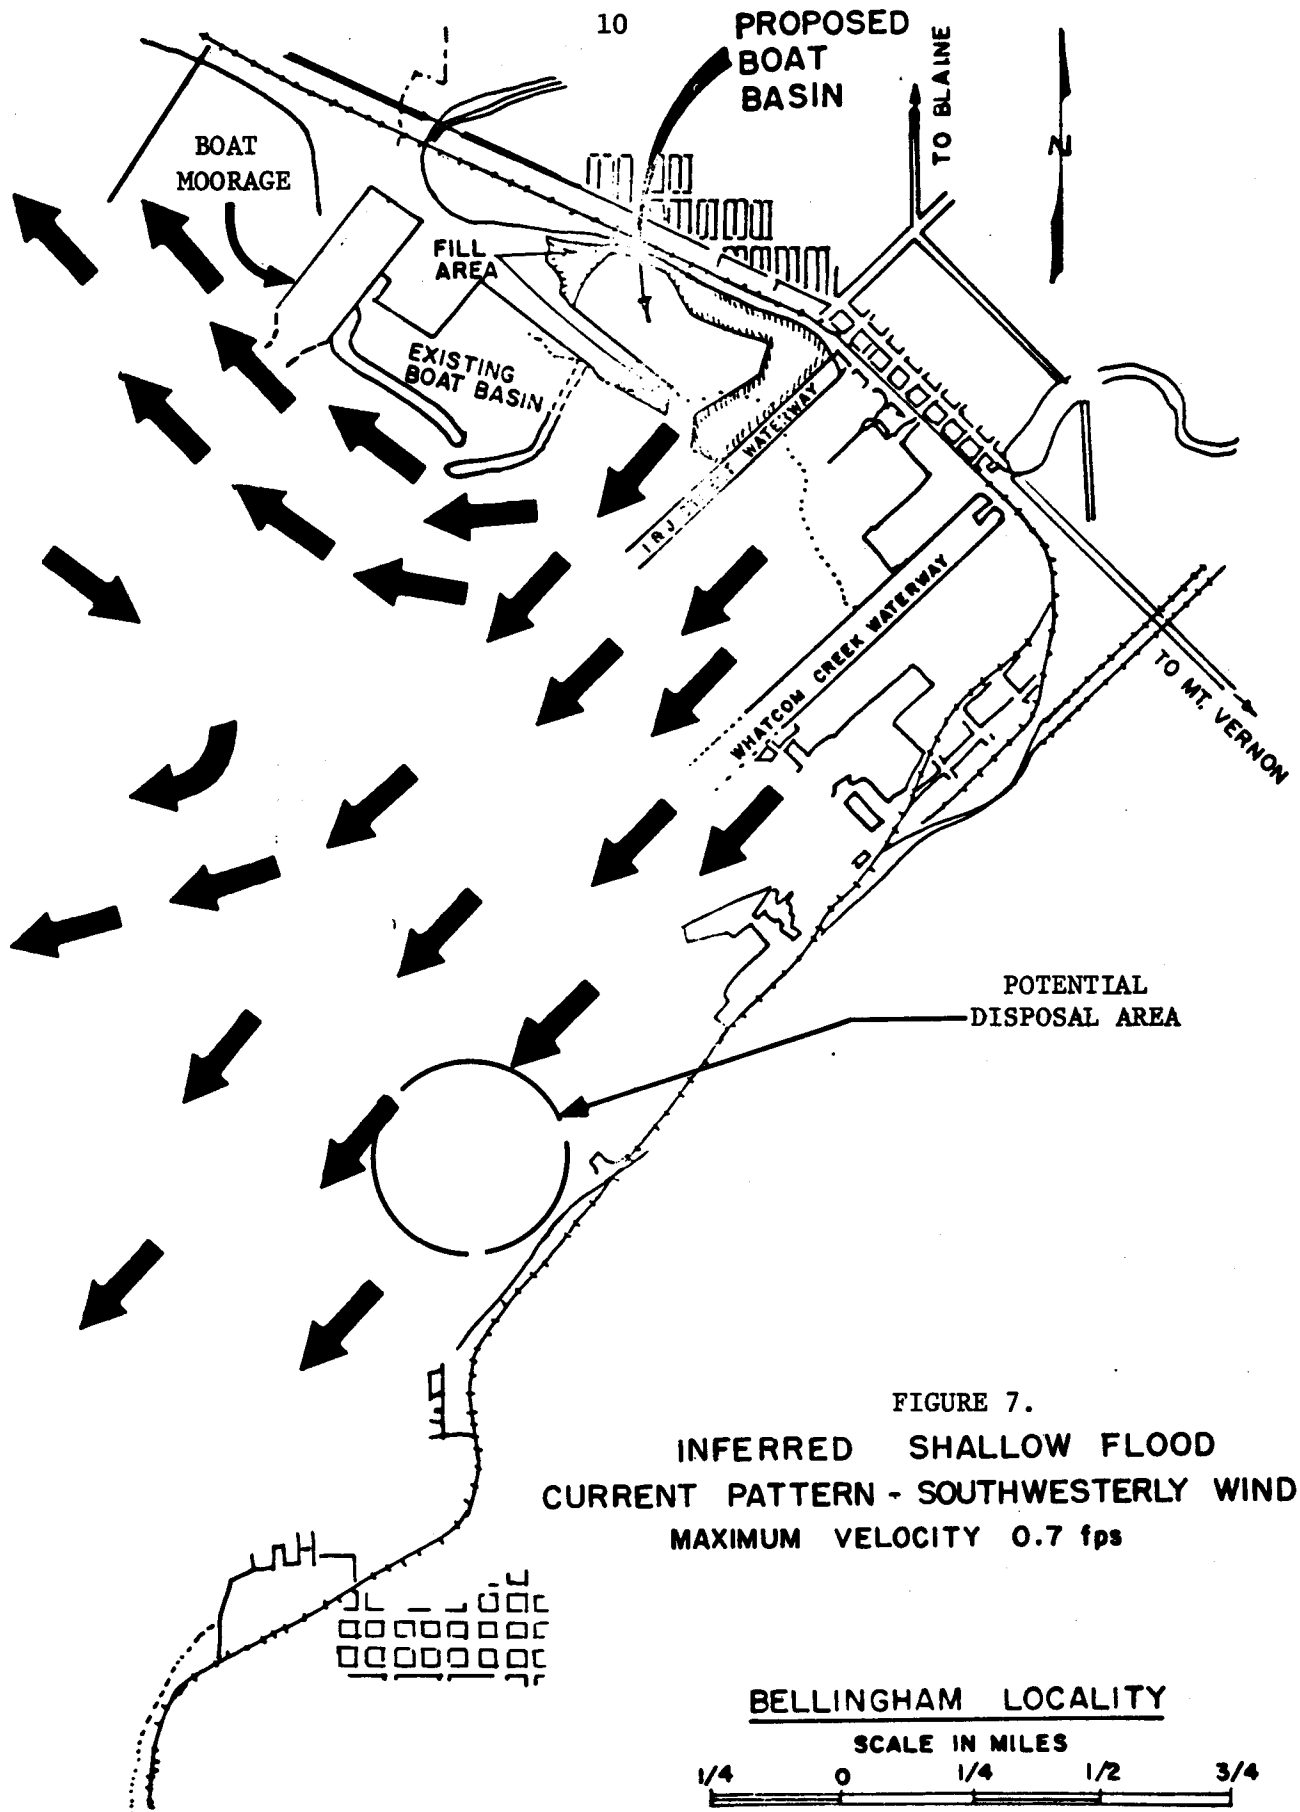 10
PROPOSED
BOAT
BASIN
TO BLAINE
N
BOAT
MOORAGE
FILL
AREA
EXISTING
BOAT BASIN
WATERWAY
WHATCOM CREEK WATERWAY
TO MT. VERNON
POTENTIAL
DISPOSAL AREA
FIGURE 7.
INFERRED SHALLOW FLOOD
CURRENT PATTERN - SOUTHWESTERLY WIND
MAXIMUM VELOCITY 0.7 fps
BELLINGHAM LOCALITY
SCALE IN MILES
1/4 0 1/4 1/2 3/4